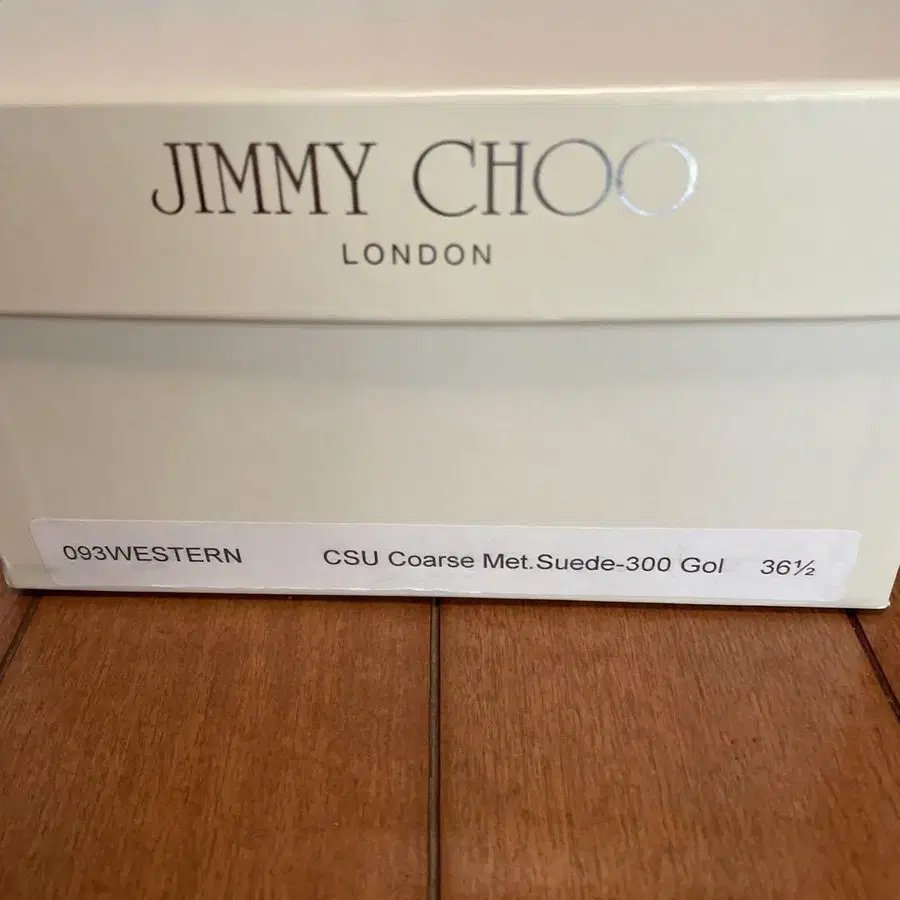 JIMMY CHOO
LONDON
093WESTERN CSU Coarse Met.Suede-300 Gol 36½